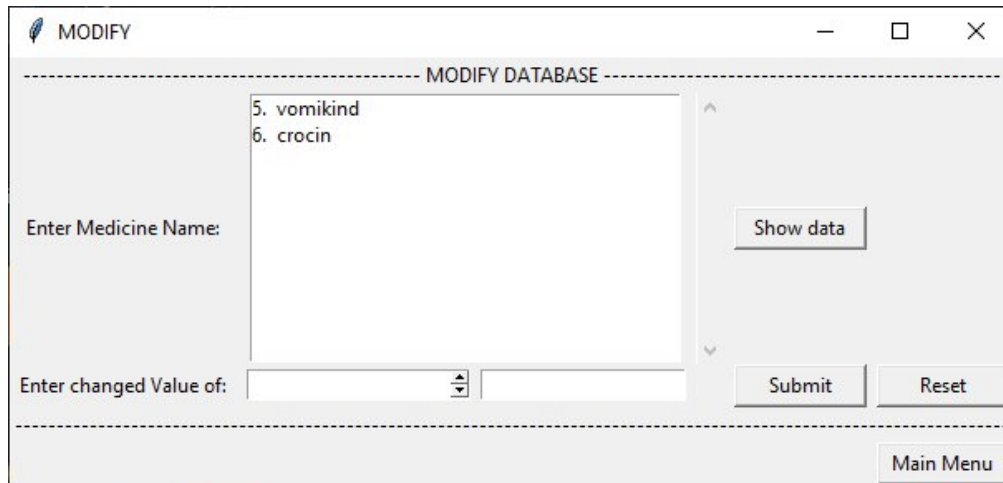 MODIFY
---------------------------------------------- MODIFY DATABASE ----------------------------------------------
5. vomikind
6. crocin
Enter Medicine Name:
Show data
Enter changed Value of:
Submit
Reset
Main Menu